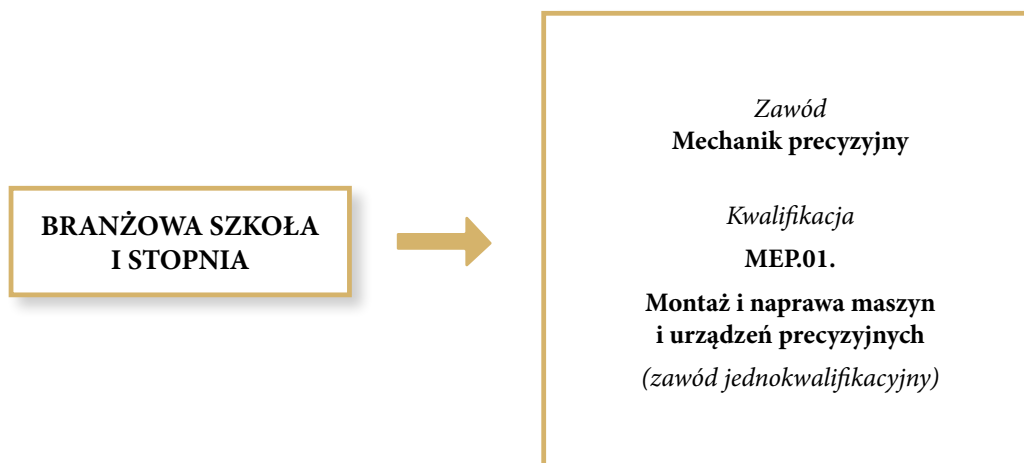 BRANŻOWA SZKOŁA
I STOPNIA
Zawód
Mechanik precyzyjny
Kwalifikacja
MEP.01.
Montaż i naprawa maszyn
i urządzeń precyzyjnych
(zawód jednokwalifikacyjny)